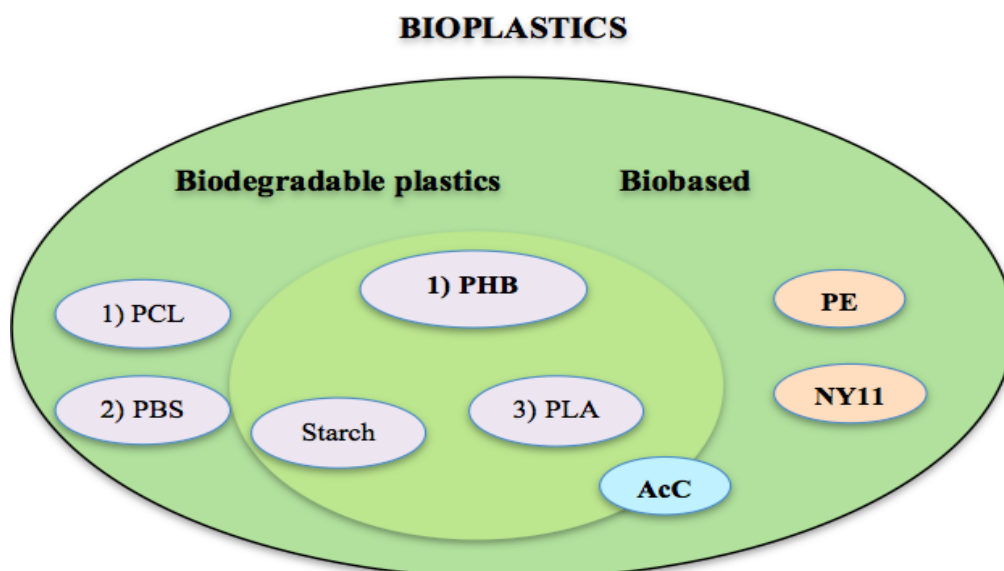 BIOPLASTICS
Biodegradable plastics
Biobased
1) PHB
1) PCL
PE
2) PBS
NY11
Starch
3) PLA
AcC